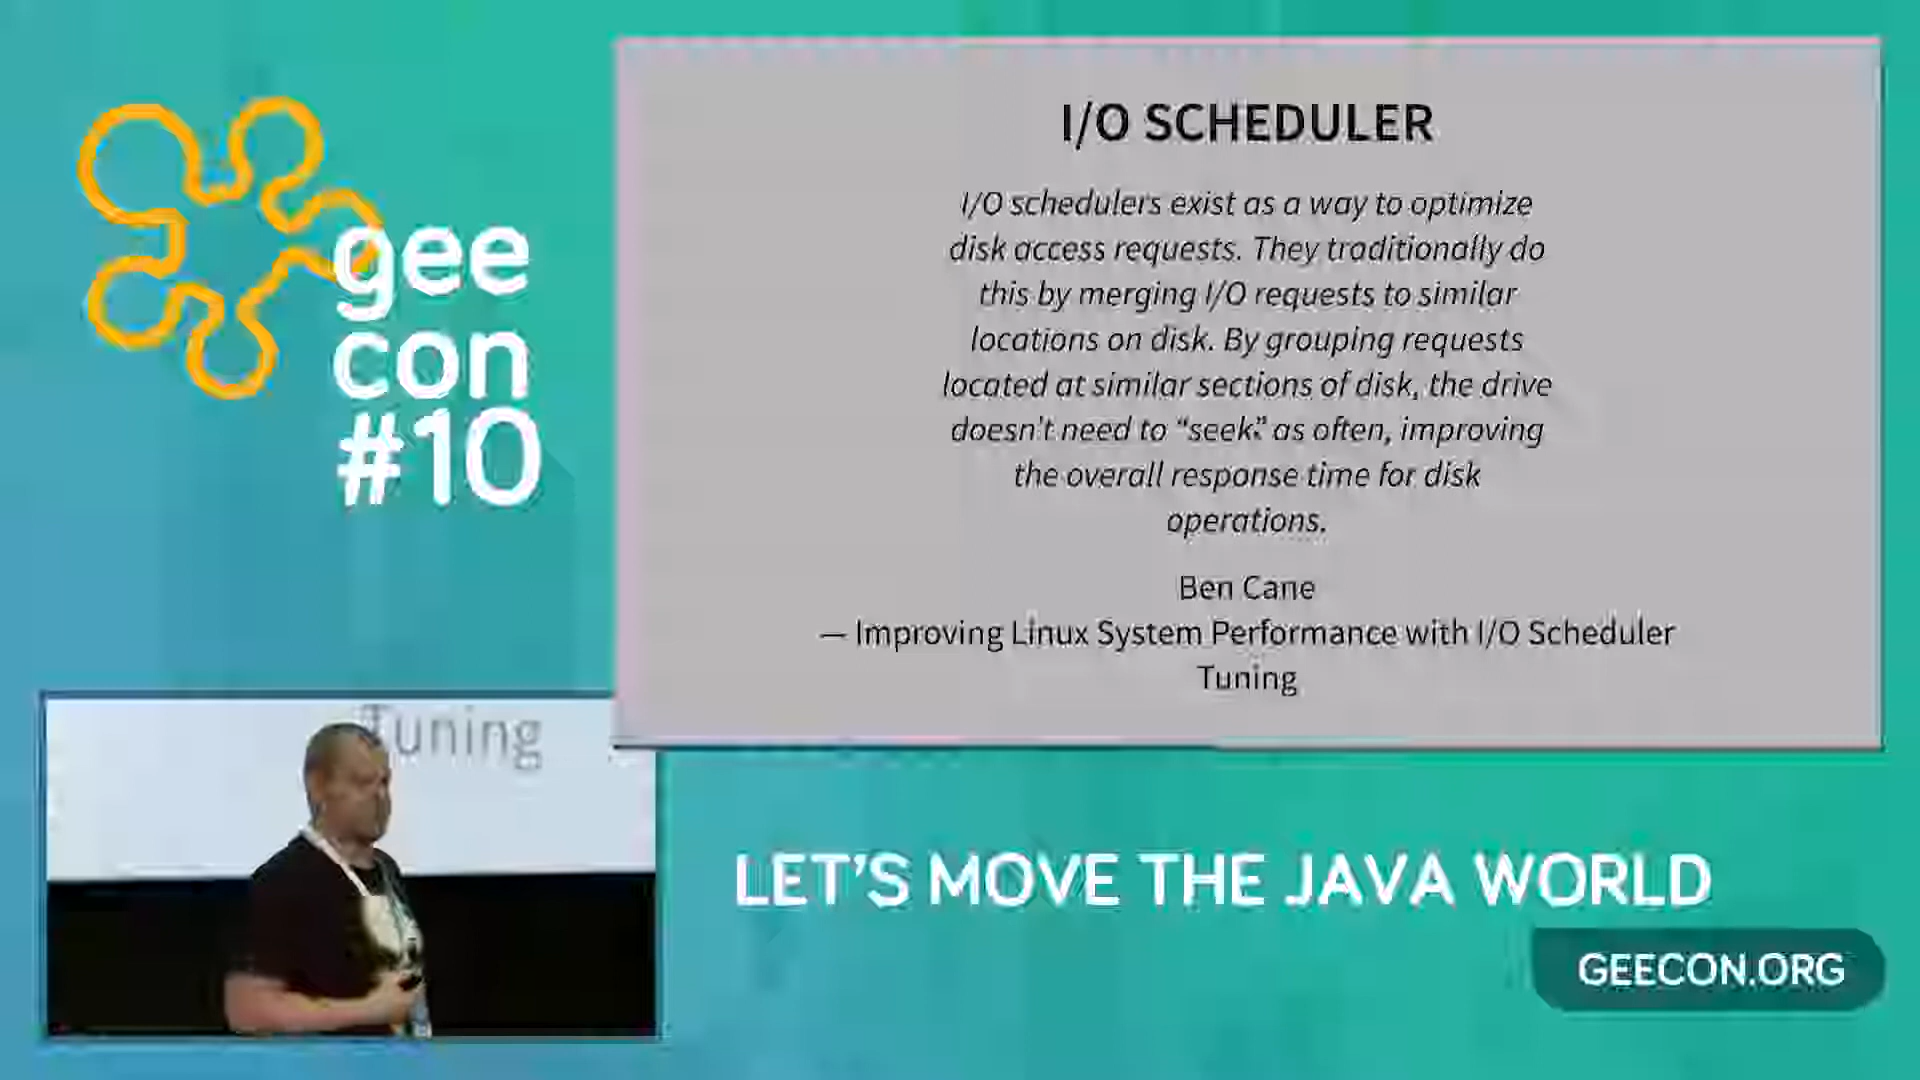 gee
con
#10
I/O SCHEDULER
I/O schedulers exist as a way to optimize
disk access requests. They traditionally do
this by merging I/O requests to similar
locations on disk. By grouping requests
located at similar sections of disk, the drive
doesn't need to “seek” as often, improving
the overall response time for disk
operations.
Ben Cane
— Improving Linux System Performance with I/O Scheduler
Tuning
Tuning
LET'S MOVE THE JAVA WORLD
GEECON.ORG